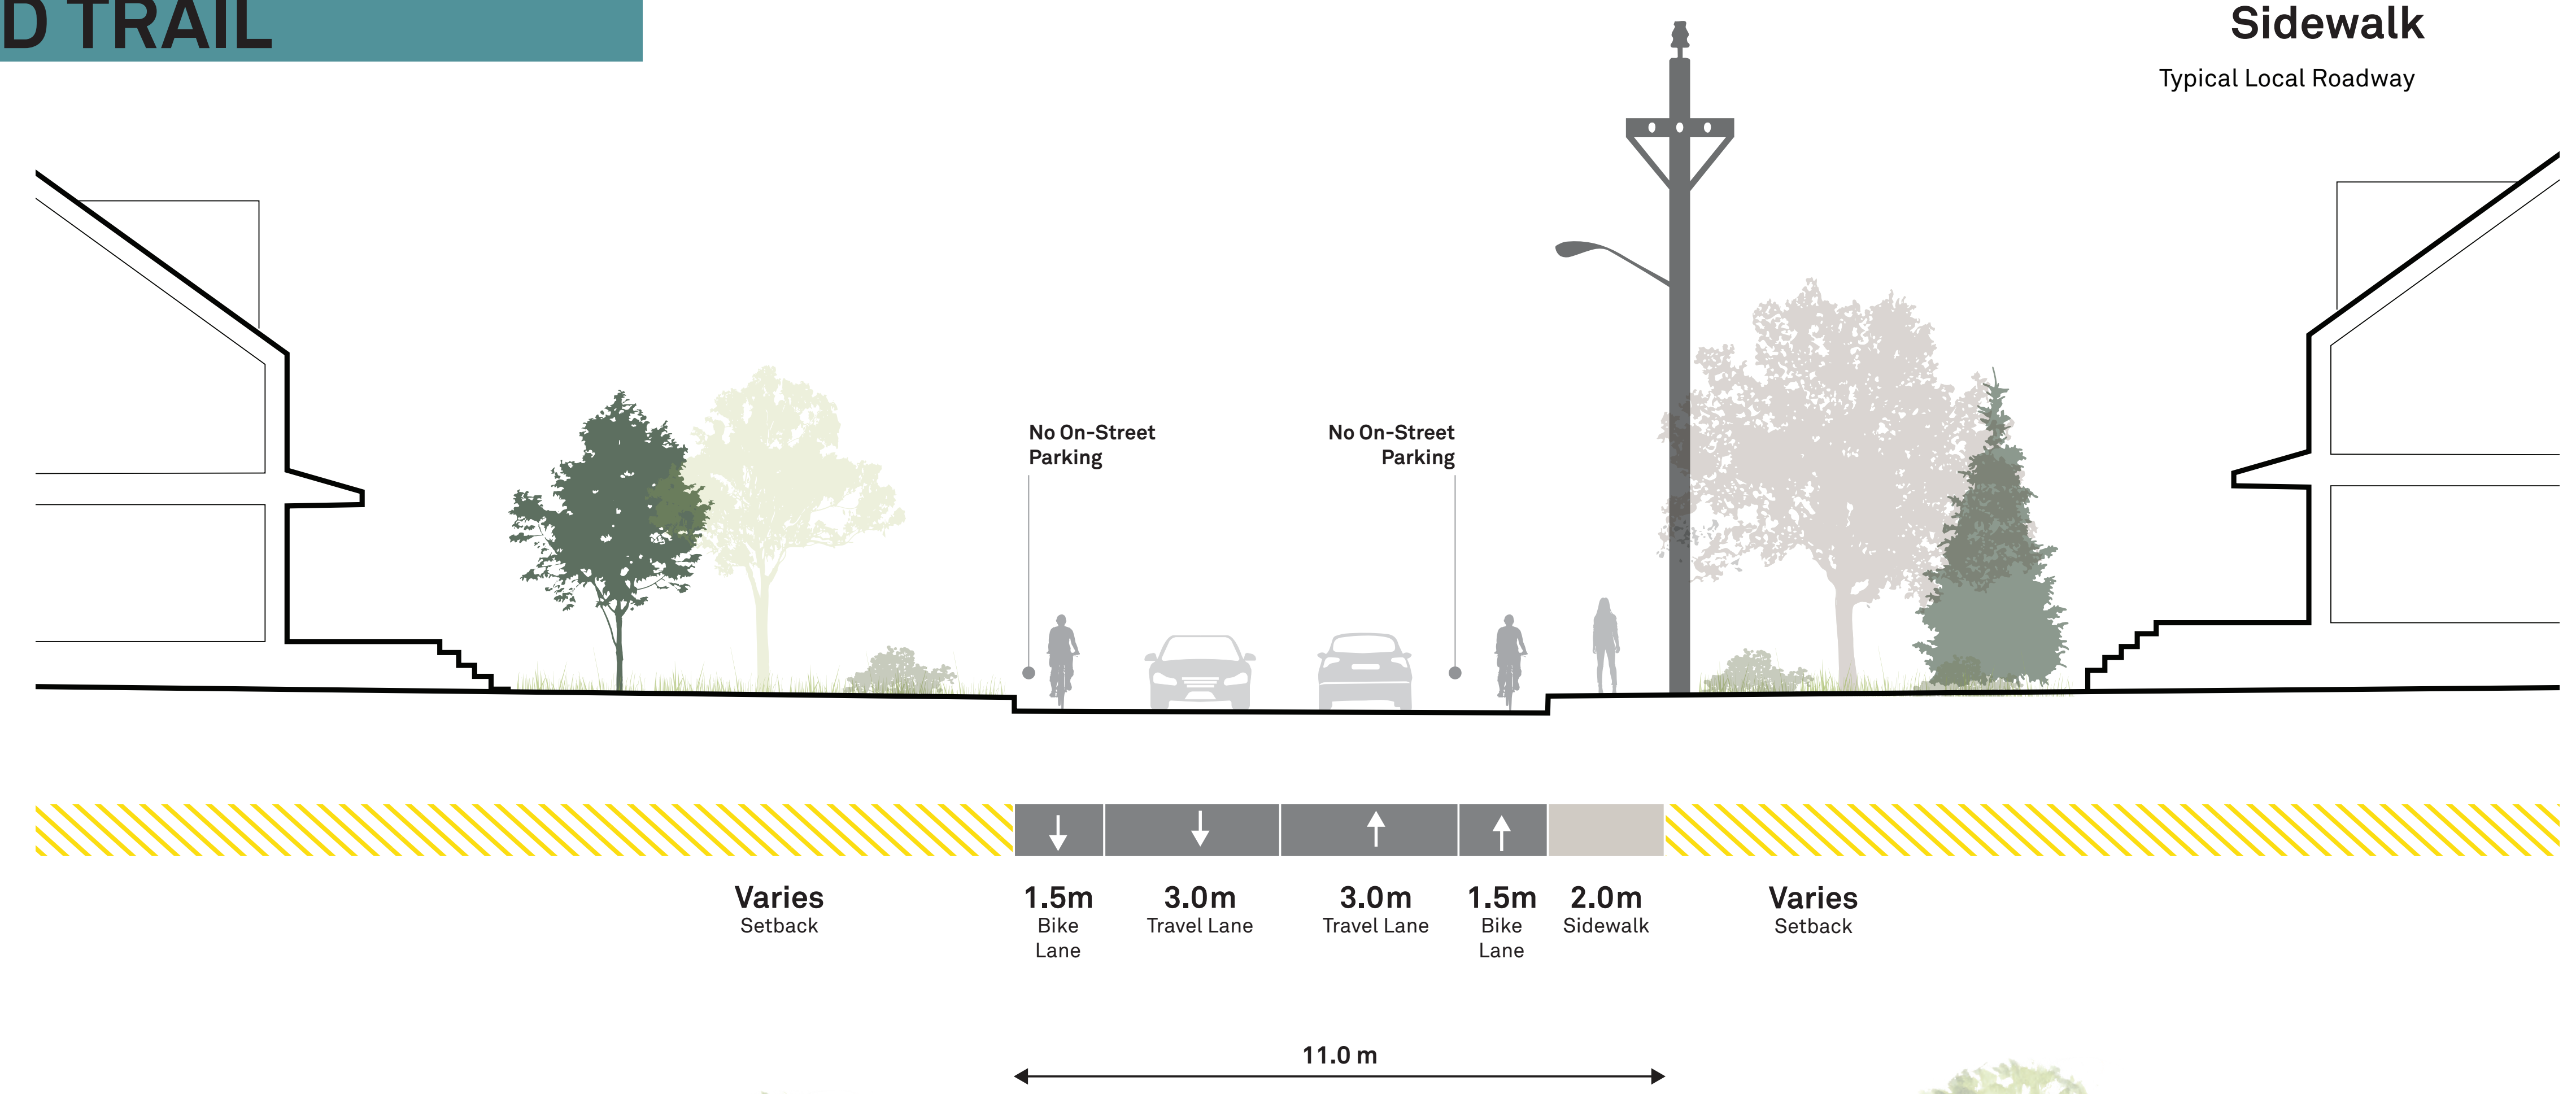 D TRAIL
Sidewalk
Typical Local Roadway
No On-Street
Parking
No On-Street
Parking
Varies
Setback
1.5m
Bike
Lane
3.0m
Travel Lane
3.0m
Travel Lane
1.5m
Bike
Lane
2.0m
Sidewalk
Varies
Setback
11.0 m